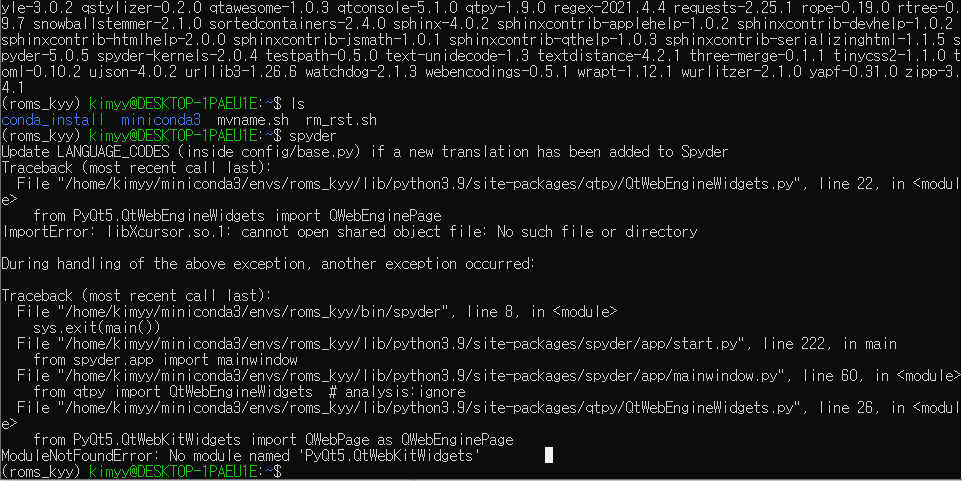 yle-3.0.2 qstylizer-0.2.0 qtawesome-1.0.3 qtconsole-5.1.0 qtpy-1.9.0 regex-2021.4.4 requests-2.25.1 rope-0.19.0 rtree-0.
9.7 snowballstemmer-2.1.0 sortedcontainers-2.4.0 sphinx-4.0.2 sphinxcontrib-applehelp-1.0.2 sphinxcontrib-devhelp-1.0.2
sphinxcontrib-htmlhelp-2.0.0 sphinxcontrib-jsmath-1.0.1 sphinxcontrib-qthelp-1.0.3 sphinxcontrib-serializinghtml-1.1.5 s
pyder-5.0.5 spyder-kernels-2.0.4 testpath-0.5.0 text-unidecode-1.3 textdistance-4.2.1 three-merge-0.1.1 tinycss2-1.1.0 t
oml-0.10.2 ujson-4.0.2 urllib3-1.26.6 watchdog-2.1.3 webencodings-0.5.1 wrapt-1.12.1 wurlitzer-2.1.0 yapf-0.31.0 zipp-3.
4.1
(roms_kyy) kimyy@DESKTOP-1PAEU1E:~$ ls
conda_install  miniconda3  mvname.sh  rm_rst.sh
(roms_kyy) kimyy@DESKTOP-1PAEU1E:~$ spyder
Update LANGUAGE_CODES (inside config/base.py) if a new translation has been added to Spyder
Traceback (most recent call last):
  File "/home/kimyy/miniconda3/envs/roms_kyy/lib/python3.9/site-packages/qtpy/QtWebEngineWidgets.py", line 22, in <modul
e>
    from PyQt5.QtWebEngineWidgets import QWebEnginePage
ImportError: libXcursor.so.1: cannot open shared object file: No such file or directory

During handling of the above exception, another exception occurred:

Traceback (most recent call last):
  File "/home/kimyy/miniconda3/envs/roms_kyy/bin/spyder", line 8, in <module>
    sys.exit(main())
  File "/home/kimyy/miniconda3/envs/roms_kyy/lib/python3.9/site-packages/spyder/app/start.py", line 222, in main
    from spyder.app import mainwindow
  File "/home/kimyy/miniconda3/envs/roms_kyy/lib/python3.9/site-packages/spyder/app/mainwindow.py", line 60, in <module>
    from qtpy import QtWebEngineWidgets  # analysis:ignore
  File "/home/kimyy/miniconda3/envs/roms_kyy/lib/python3.9/site-packages/qtpy/QtWebEngineWidgets.py", line 26, in <modul
e>
    from PyQt5.QtWebKitWidgets import QWebPage as QWebEnginePage
ModuleNotFoundError: No module named 'PyQt5.QtWebKitWidgets'
(roms_kyy) kimyy@DESKTOP-1PAEU1E:~$